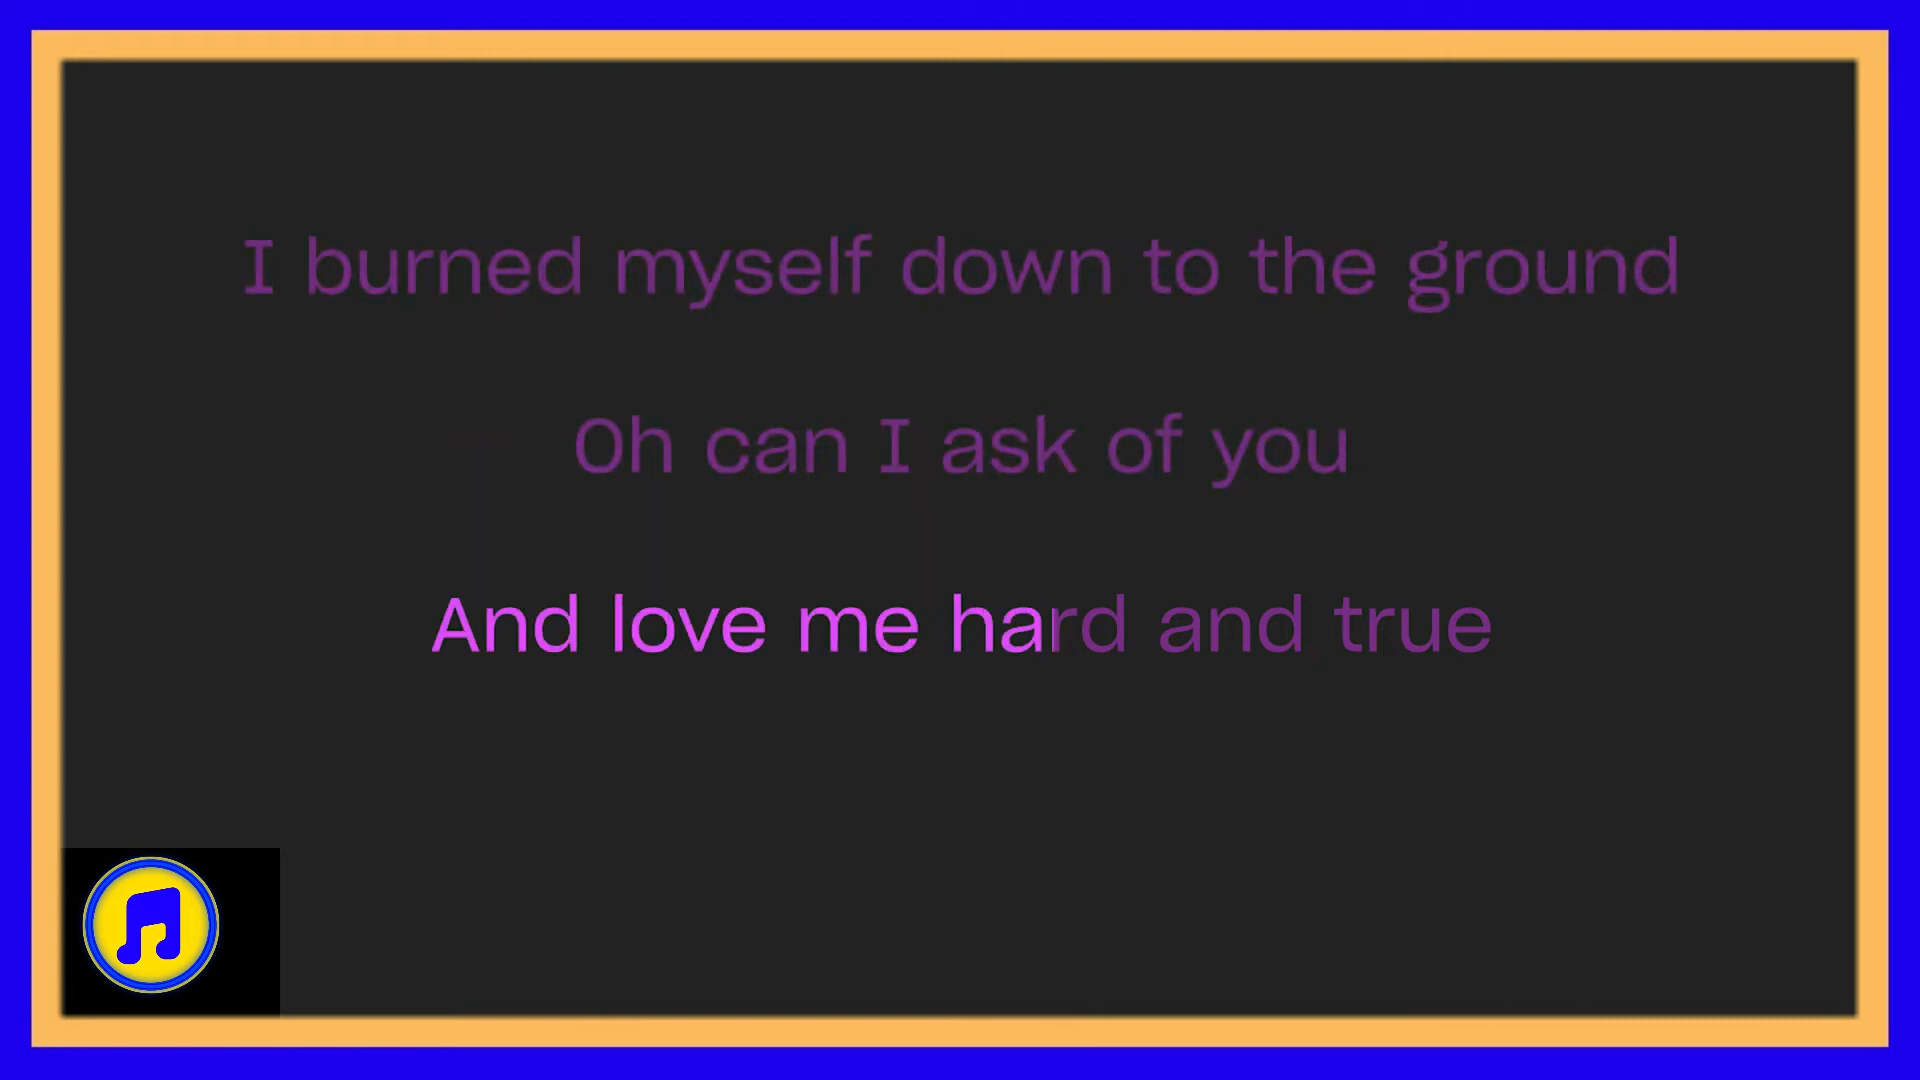 I burned myself down to the ground
Oh can I ask of you
And love me hard and true